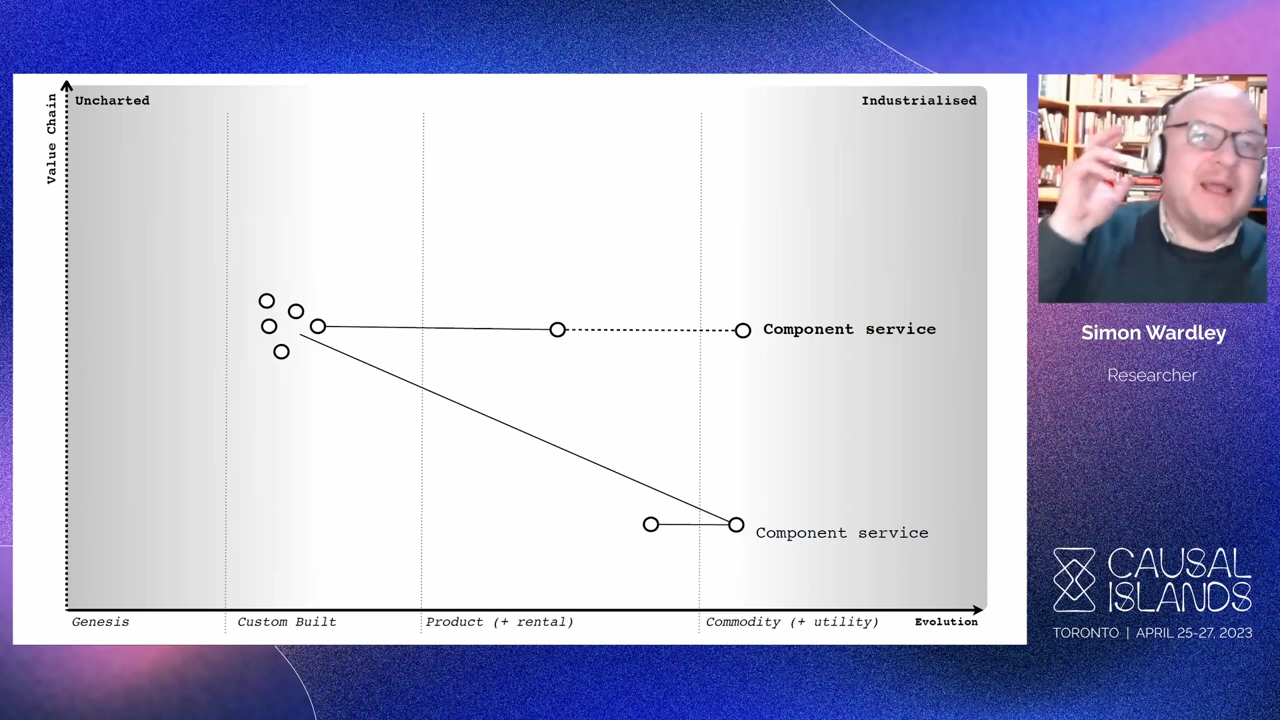 Value Chain
Uncharted
Industrialised
Component service
Component service
Genesis
Custom Built
Product (+ rental)
Commodity (+ utility)
Evolution
Simon Wardley
Researcher
CAUSAL
ISLANDS
TORONTO | APRIL 25-27, 2023